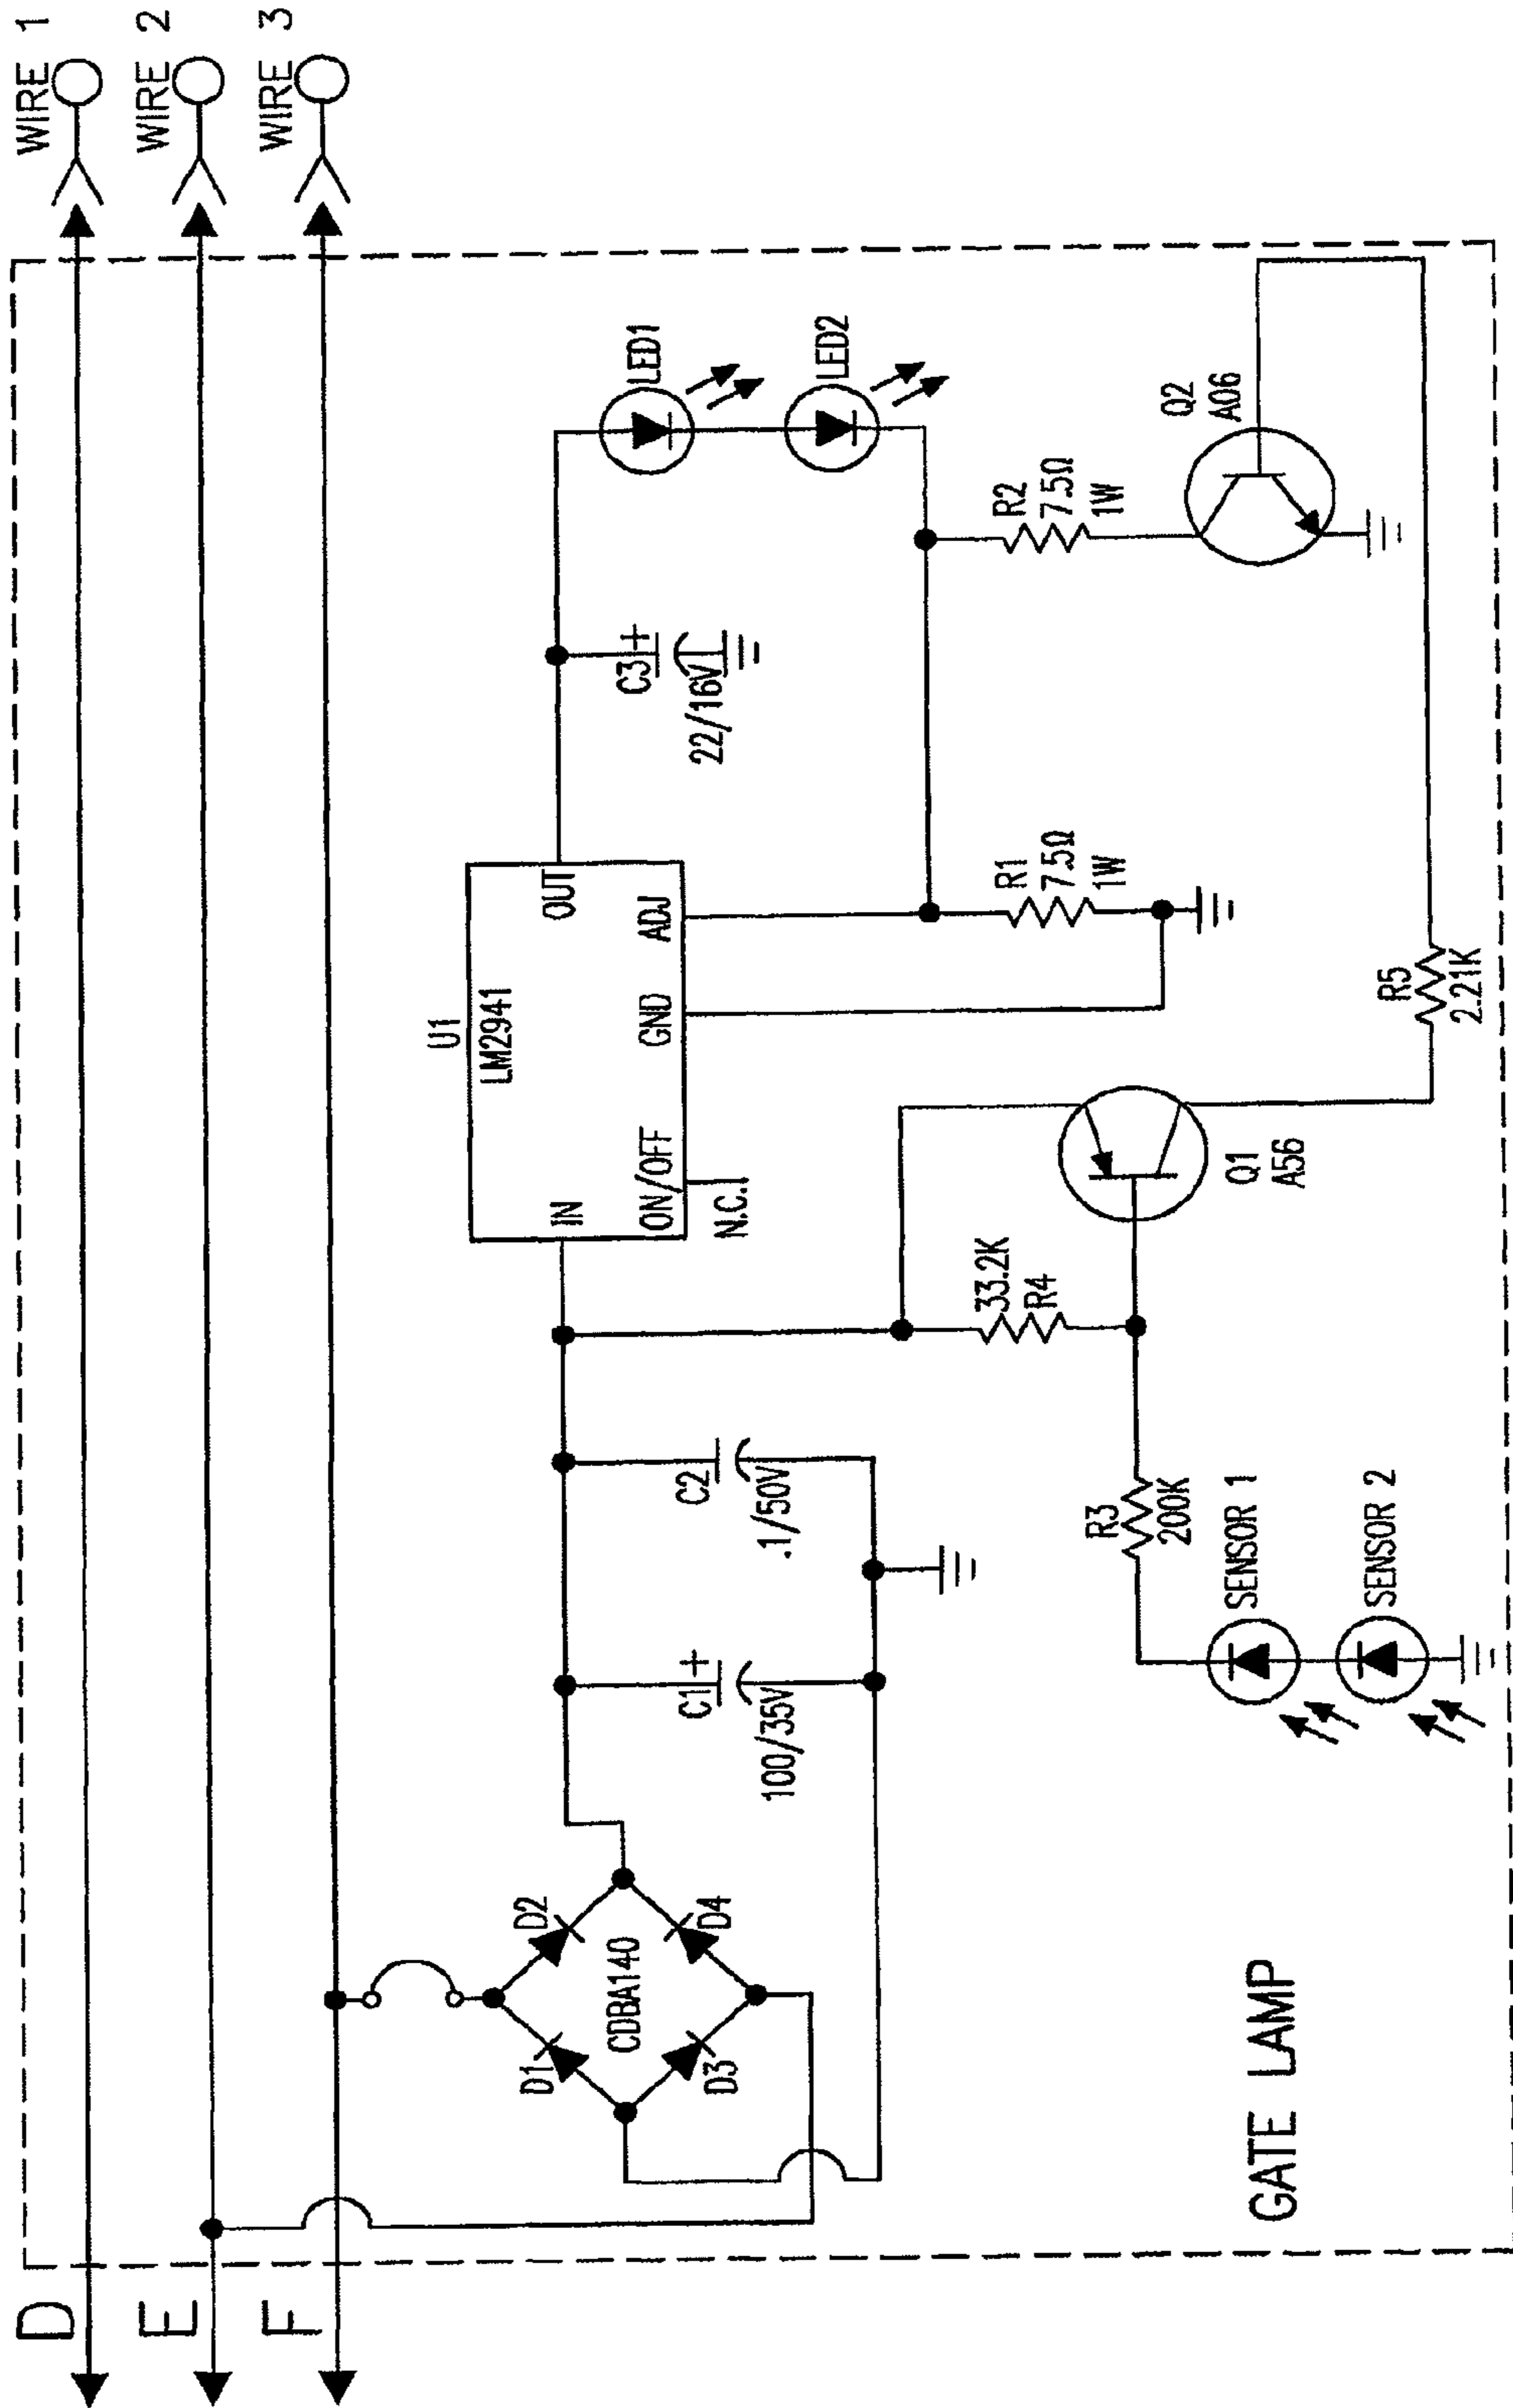 WIRE 1
WIRE 2
WIRE 3
D
E
F
U1
LM2941
IN
OUT
ON/OFF
GND
ADJ
N.C.
C3
+
22/16V
LED1
LED2
R2
7.5Ω
1W
R1
7.5Ω
1W
Q2
A06
D1
D2
D3
D4
CDBA140
C1
+
100/35V
C2
.1/50V
33.2K
R4
Q1
A56
R3
200K
R5
2.21K
SENSOR 1
SENSOR 2
GATE LAMP